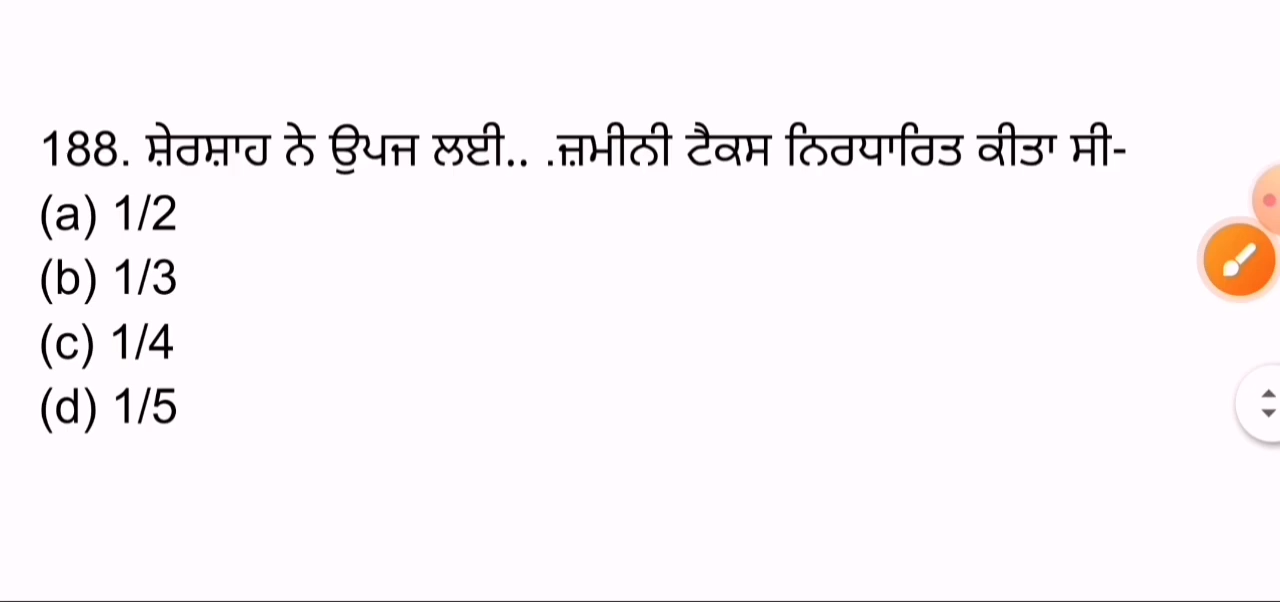 188. ਸ਼ੇਰਸ਼ਾਹ ਨੇ ਉਪਜ ਲਈ.. .ਜ਼ਮੀਨੀ ਟੈਕਸ ਨਿਰਧਾਰਿਤ ਕੀਤਾ ਸੀ-
(a) 1/2
(b) 1/3
(c) 1/4
(d) 1/5